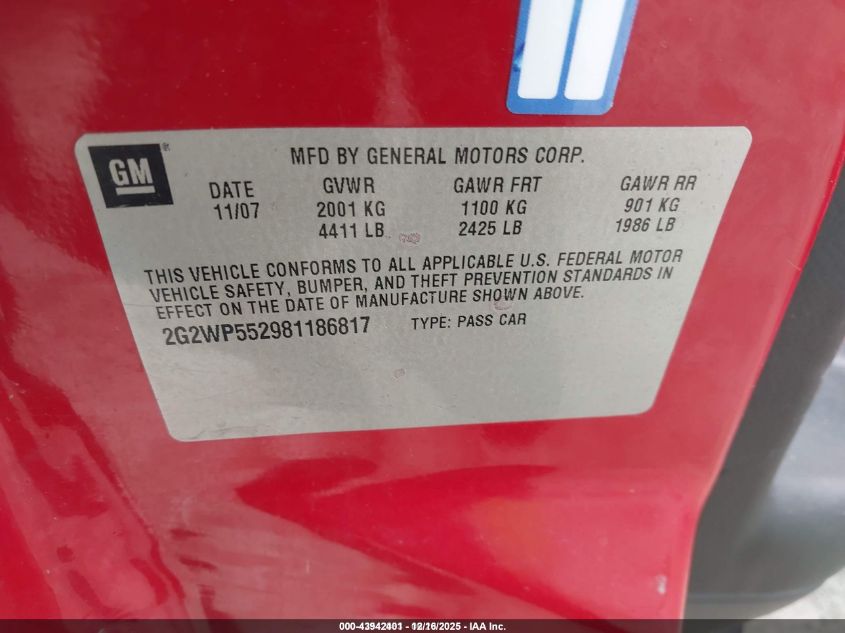 GM
MFD BY GENERAL MOTORS CORP.
DATE GVWR GAWR FRT GAWR RR
11/07 2001 KG 1100 KG 901 KG
4411 LB 2425 LB 1986 LB
THIS VEHICLE CONFORMS TO ALL APPLICABLE U.S. FEDERAL MOTOR
VEHICLE SAFETY, BUMPER, AND THEFT PREVENTION STANDARDS IN
EFFECT ON THE DATE OF MANUFACTURE SHOWN ABOVE.
2G2WP552981186817 TYPE: PASS CAR
- IAA Inc.